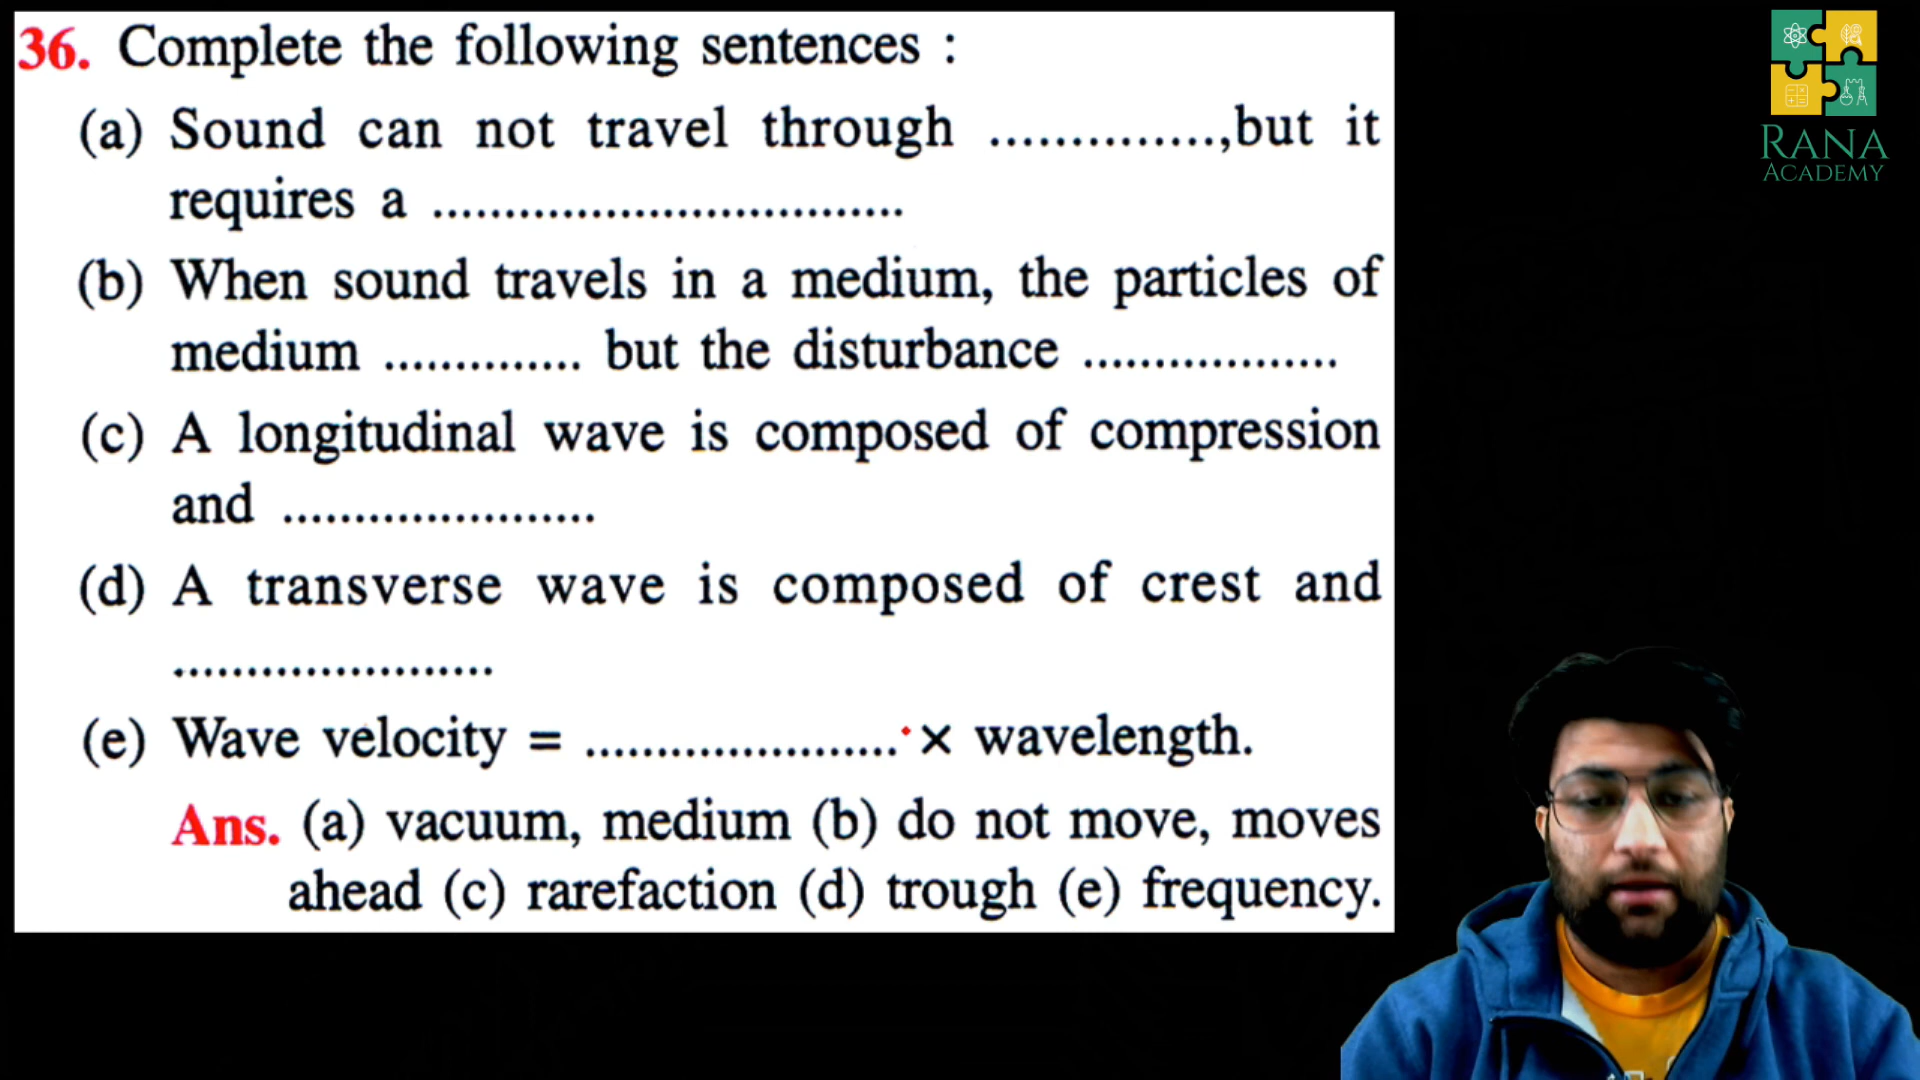 36. Complete the following sentences :
(a) Sound can not travel through ..............,but it
requires a .................................
(b) When sound travels in a medium, the particles of
medium .............. but the disturbance ..................
(c) A longitudinal wave is composed of compression
and ......................
(d) A transverse wave is composed of crest and
......................
(e) Wave velocity = ...................... × wavelength.
Ans. (a) vacuum, medium (b) do not move, moves
ahead (c) rarefaction (d) trough (e) frequency.
RANA
ACADEMY